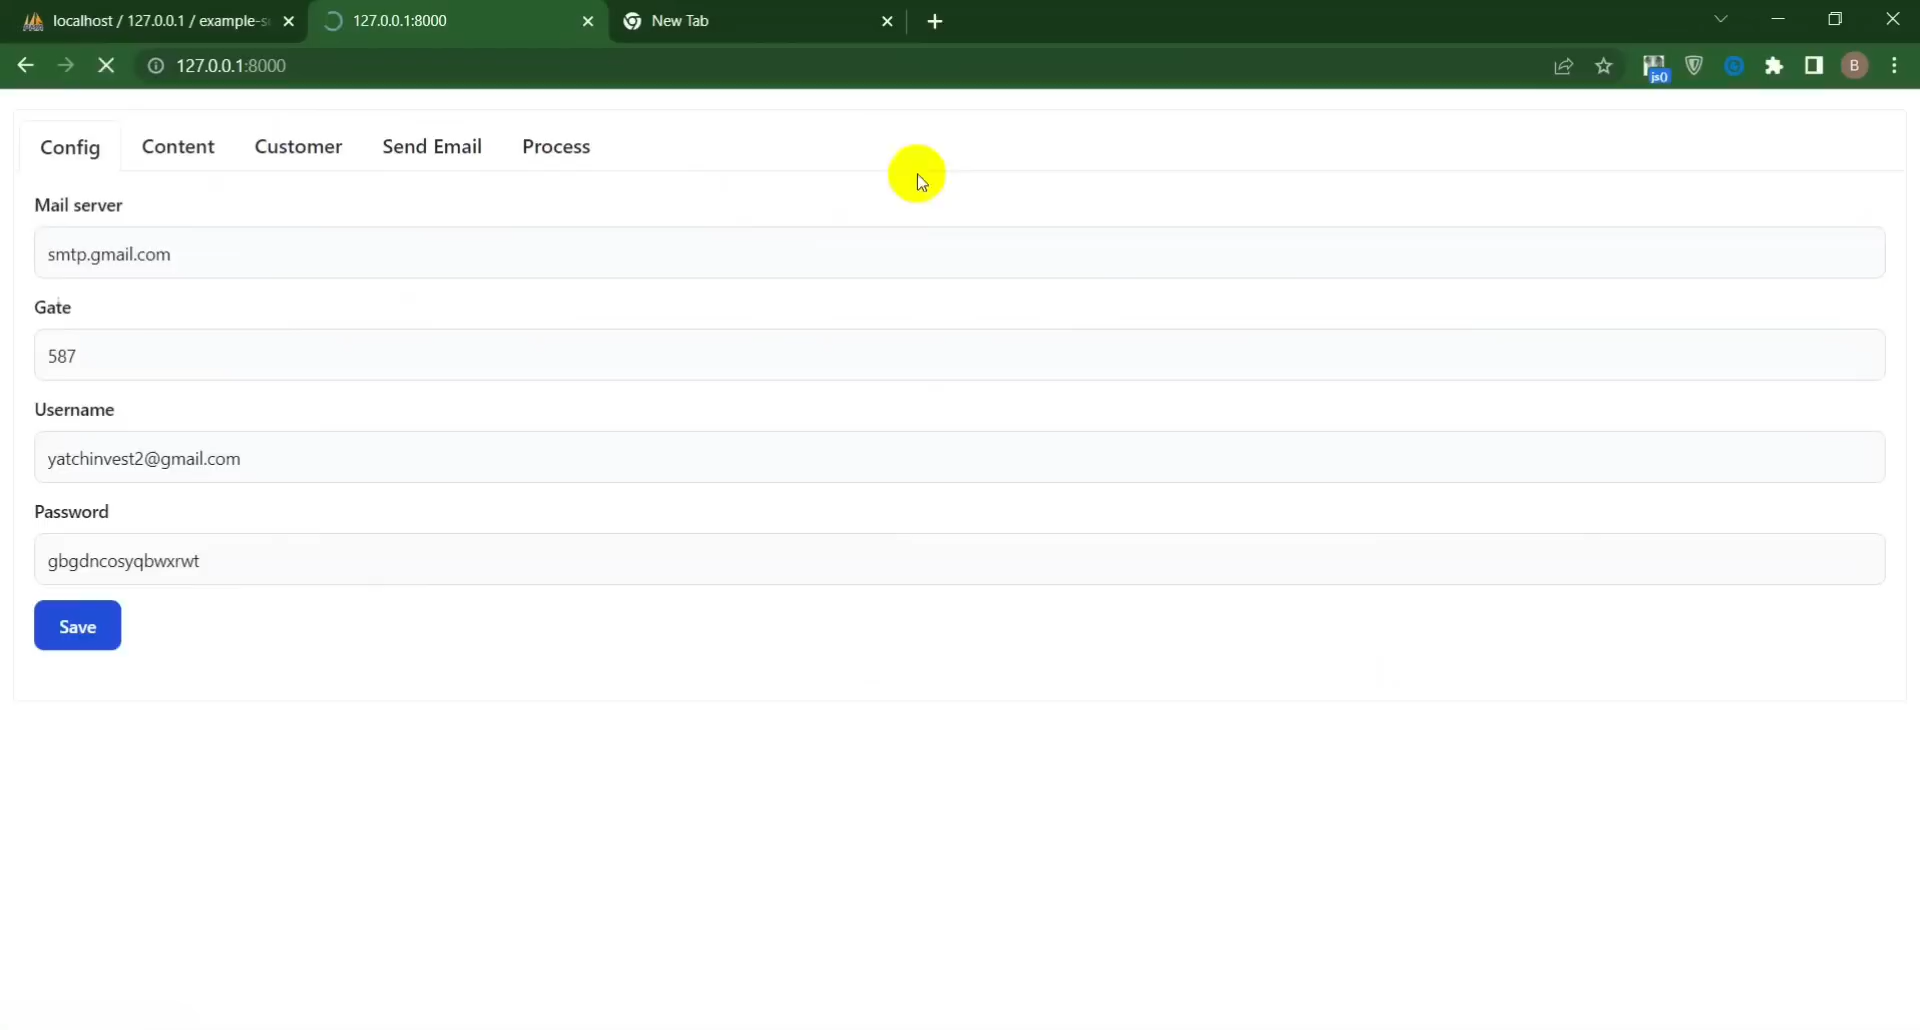 localhost / 127.0.0.1 / example-s
127.0.0.1:8000
New Tab
127.0.0.1:8000
js()
B
Config
Content
Customer
Send Email
Process
Mail server
smtp.gmail.com
Gate
587
Username
yatchinvest2@gmail.com
Password
gbgdncosyqbwxrwt
Save